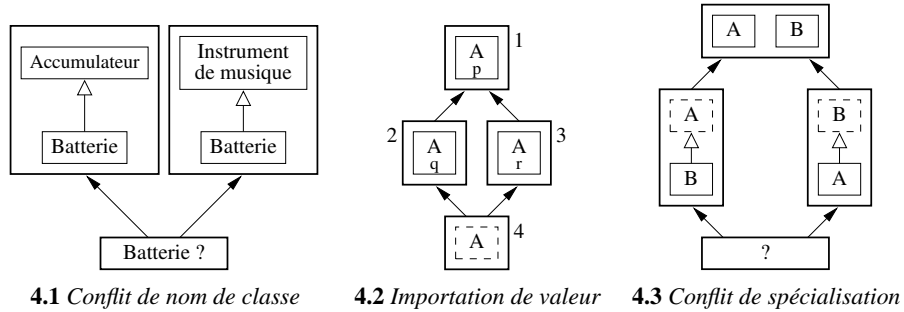 Accumulateur
Batterie
Instrument
de musique
Batterie
Batterie ?
4.1 Conflit de nom de classe
1
A
p
2
A
q
3
A
r
4
A
4.2 Importation de valeur
A B
A
B
B
A
?
4.3 Conflit de spécialisation